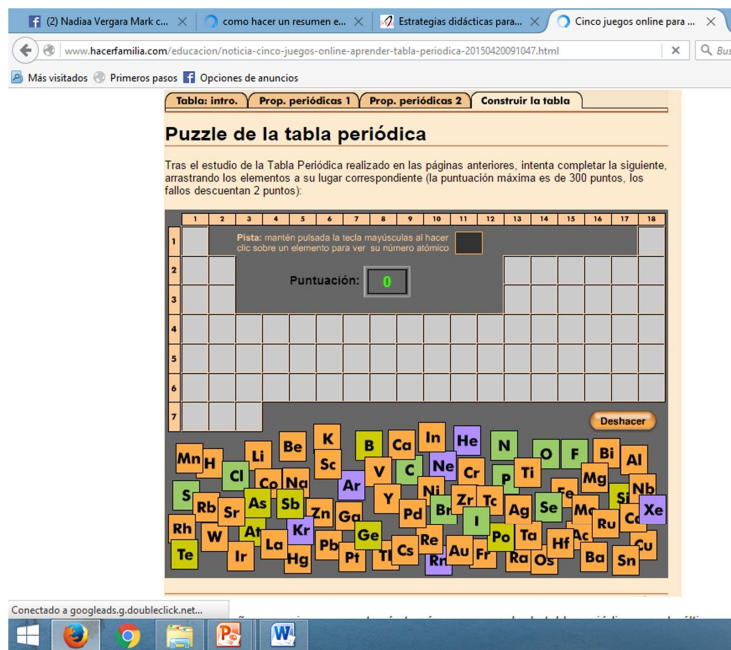 (2) Nadiaa Vergara Mark c...
como hacer un resumen e...
Estrategias didácticas para...
Cinco juegos online para ...
www.hacerfamilia.com/educacion/noticia-cinco-juegos-online-aprender-tabla-periodica-20150420091047.html
Más visitados Primeros pasos Opciones de anuncios
Tabla: intro. Prop. periódicas 1 Prop. periódicas 2 Construir la tabla
Puzzle de la tabla periódica
Tras el estudio de la Tabla Periódica realizado en las páginas anteriores, intenta completar la siguiente,
arrastrando los elementos a su lugar correspondiente (la puntuación máxima es de 300 puntos, los
fallos descuentan 2 puntos):
1 2 3 4 5 6 7 8 9 10 11 12 13 14 15 16 17 18
1
Pista: mantén pulsada la tecla mayúsculas al hacer
clic sobre un elemento para ver su número atómico
2
Puntuación: 0
3
4
5
6
7
Deshacer
Mn H Li Be K B Ca In He N O F Bi Al
Cl Co Na Sc Ar V C Ne Cr P Ti Mg Nb
S Rb Sr As Sb Zn Ga Y Pd Ni Br Zr Tc Ag Se Fe Si Xe
Rh W At Kr Ge I Po Ta Ru
Te Ir La Hg Pb Pt Tl Cs Re Rn Au Fr Ra Os Hf Ac Ba Sn Cu
Conectado a googleads.g.doubleclick.net...